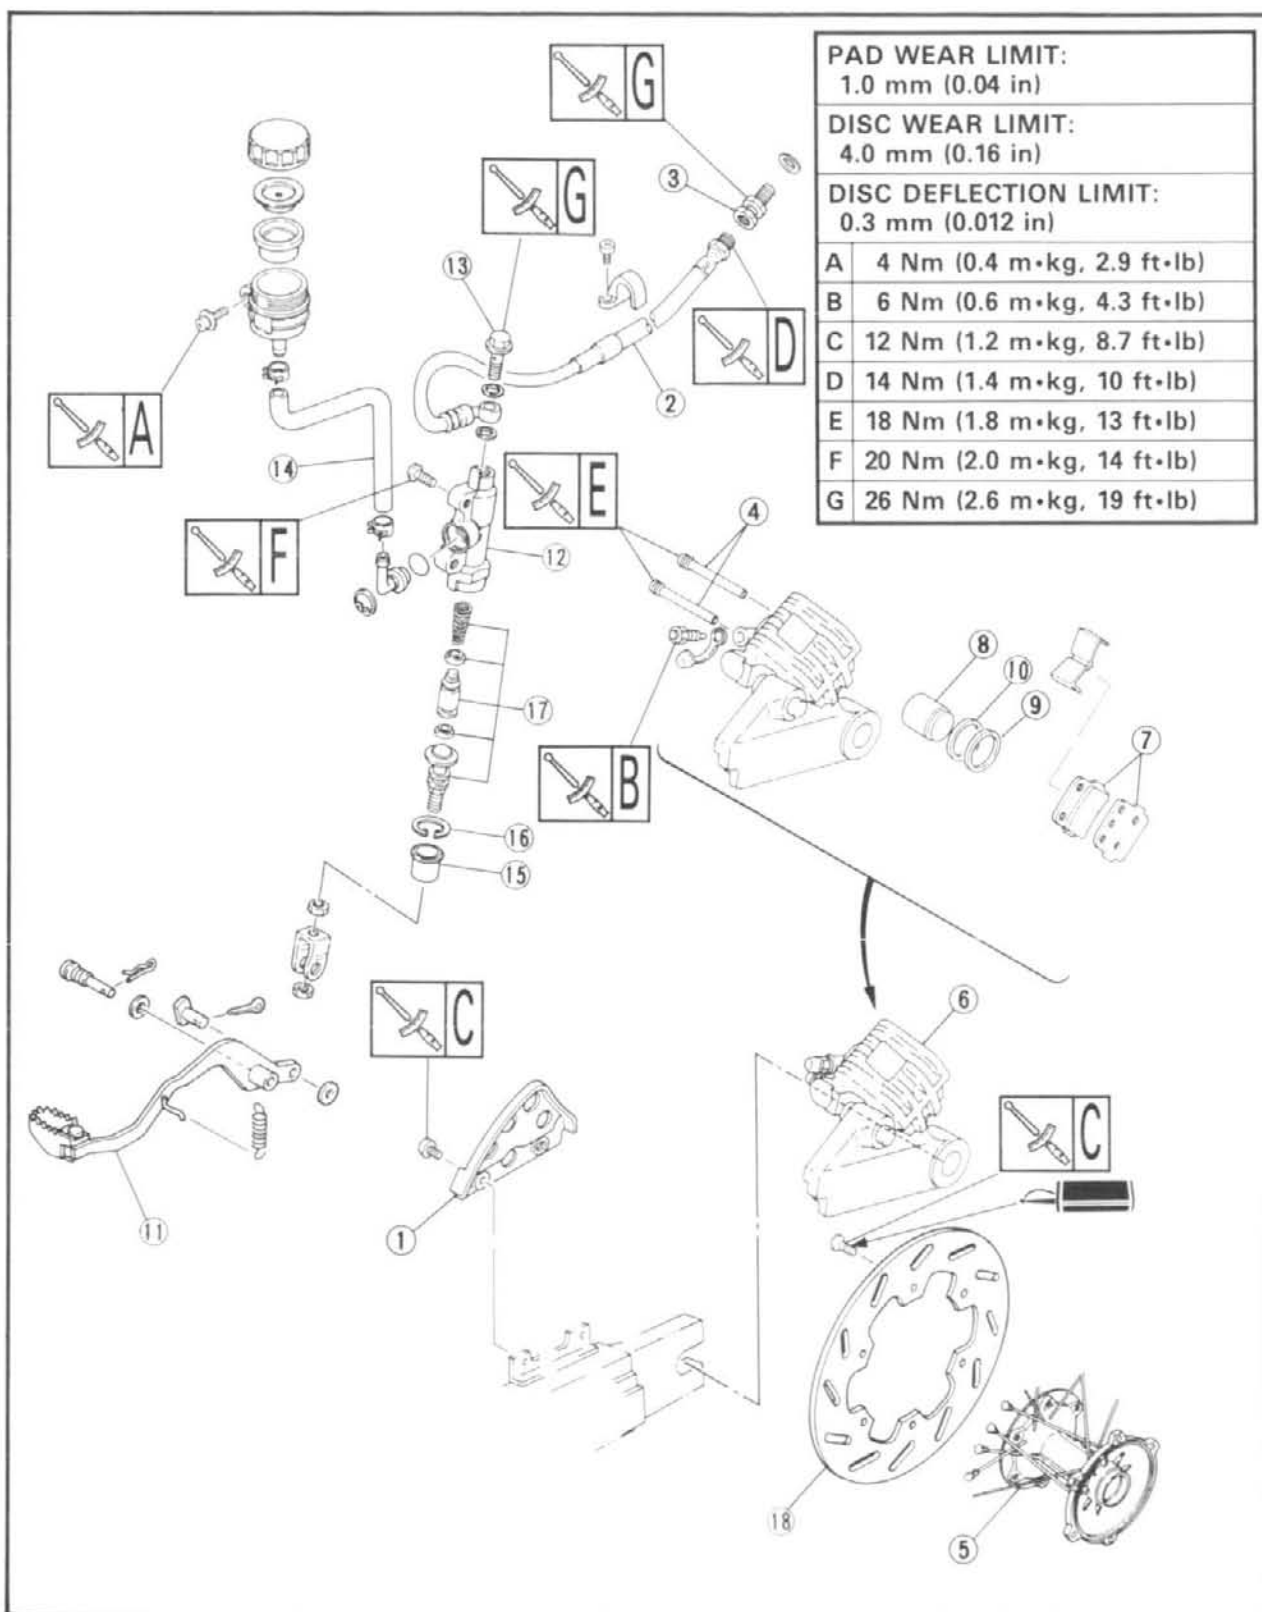 PAD WEAR LIMIT:
1.0 mm (0.04 in)
DISC WEAR LIMIT:
4.0 mm (0.16 in)
DISC DEFLECTION LIMIT:
0.3 mm (0.012 in)
A 4 Nm (0.4 m•kg, 2.9 ft•lb)
B 6 Nm (0.6 m•kg, 4.3 ft•lb)
C 12 Nm (1.2 m•kg, 8.7 ft•lb)
D 14 Nm (1.4 m•kg, 10 ft•lb)
E 18 Nm (1.8 m•kg, 13 ft•lb)
F 20 Nm (2.0 m•kg, 14 ft•lb)
G 26 Nm (2.6 m•kg, 19 ft•lb)
G
3
G
13
D
2
A
14
E
4
F
12
8
10
9
17
7
B
16
15
C
6
C
11
1
18
5